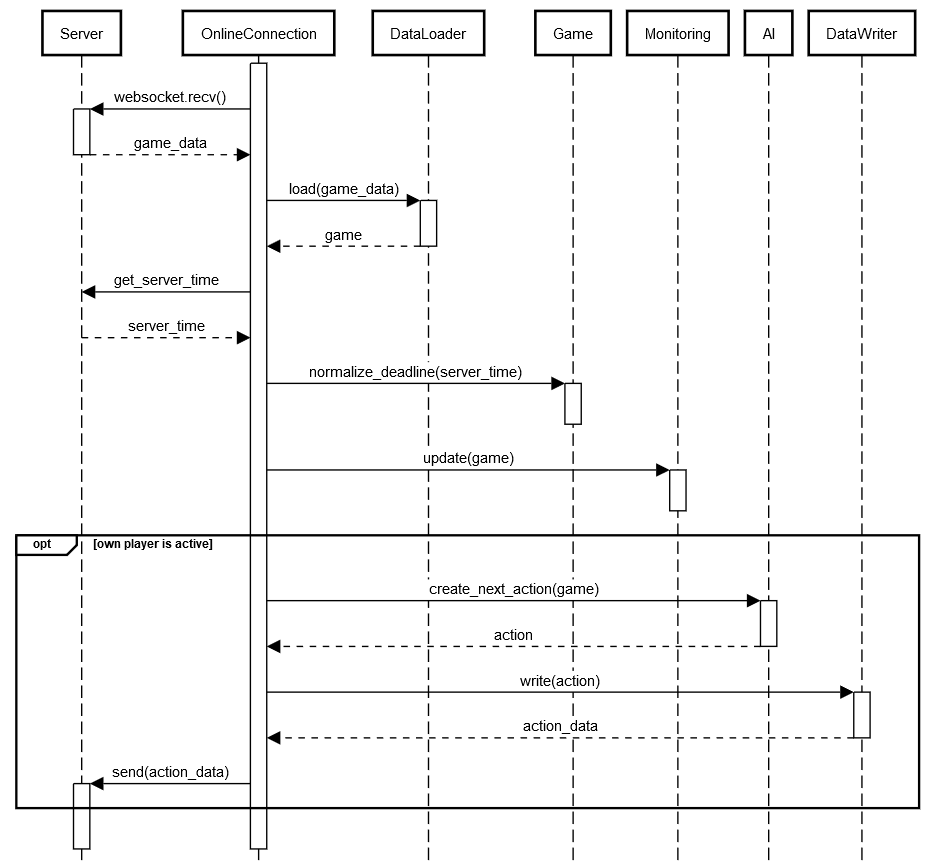 Server
OnlineConnection
DataLoader
Game
Monitoring
AI
DataWriter
websocket.recv()
game_data
load(game_data)
game
get_server_time
server_time
normalize_deadline(server_time)
update(game)
opt
[own player is active]
create_next_action(game)
action
write(action)
action_data
send(action_data)